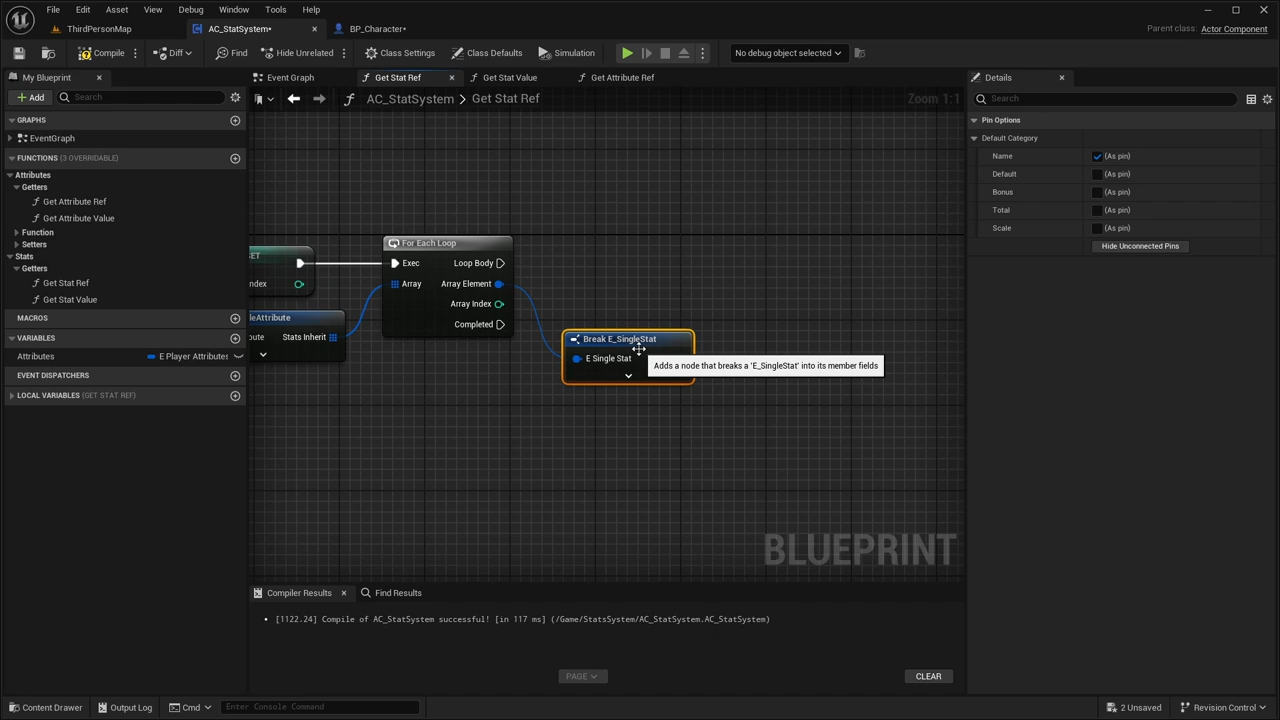 File Edit Asset View Debug Window Tools Help
ThirdPersonMap AC_StatSystem• BP_Character•
Parent class: Actor Component
Compile Diff Find Hide Unrelated Class Settings Class Defaults Simulation No debug object selected
My Blueprint Event Graph Get Stat Ref Get Stat Value Get Attribute Ref Details
Add Search AC_StatSystem > Get Stat Ref Zoom 1:1 Search
GRAPHS
EventGraph
FUNCTIONS (3 OVERRIDABLE)
Attributes
Getters
Get Attribute Ref
Get Attribute Value
Function
Setters
Stats
Getters
Get Stat Ref
Get Stat Value
MACROS
VARIABLES
Attributes E Player Attributes
EVENT DISPATCHERS
LOCAL VARIABLES (GET STAT REF)
ET
ndex
leAttribute
bute Stats Inherit
For Each Loop
Exec Loop Body
Array Array Element
Array Index
Completed
Break E_SingleStat
E Single Stat
Adds a node that breaks a 'E_SingleStat' into its member fields
BLUEPRINT
Pin Options
Default Category
Name (As pin)
Default (As pin)
Bonus (As pin)
Total (As pin)
Scale (As pin)
Hide Unconnected Pins
Compiler Results Find Results
• [1122.24] Compile of AC_StatSystem successful! [in 117 ms] (/Game/StatsSystem/AC_StatSystem.AC_StatSystem)
PAGE CLEAR
Content Drawer Output Log Cmd Enter Console Command 2 Unsaved Revision Control